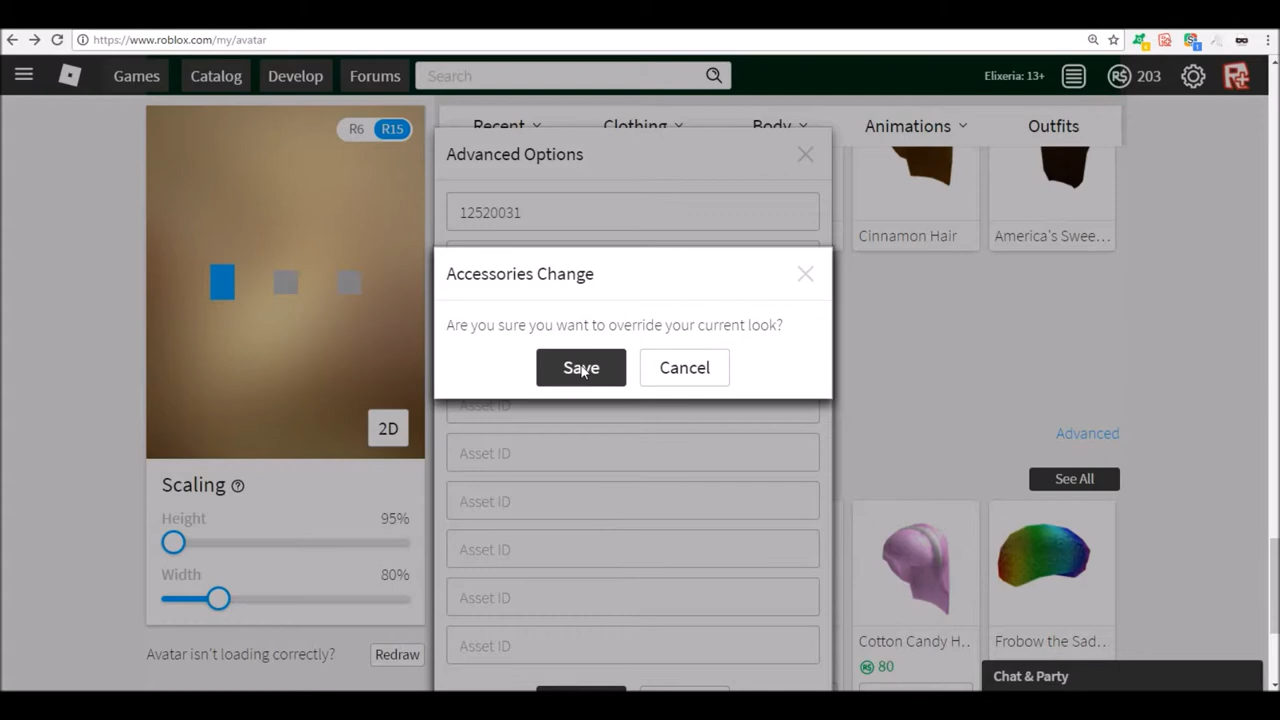 https://www.roblox.com/my/avatar
Games
Catalog
Develop
Forums
Search
Elixeria: 13+
R$ 203
R6
R15
2D
Scaling
Height
95%
Width
80%
Avatar isn't loading correctly?
Redraw
Recent
Clothing
Body
Animations
Outfits
Advanced Options
12520031
Accessories Change
Are you sure you want to override your current look?
Save
Cancel
Asset ID
Asset ID
Asset ID
Asset ID
Asset ID
Asset ID
Cinnamon Hair
America's Swee...
Advanced
See All
Cotton Candy H..
Frobow the Sad..
R$ 80
Chat & Party